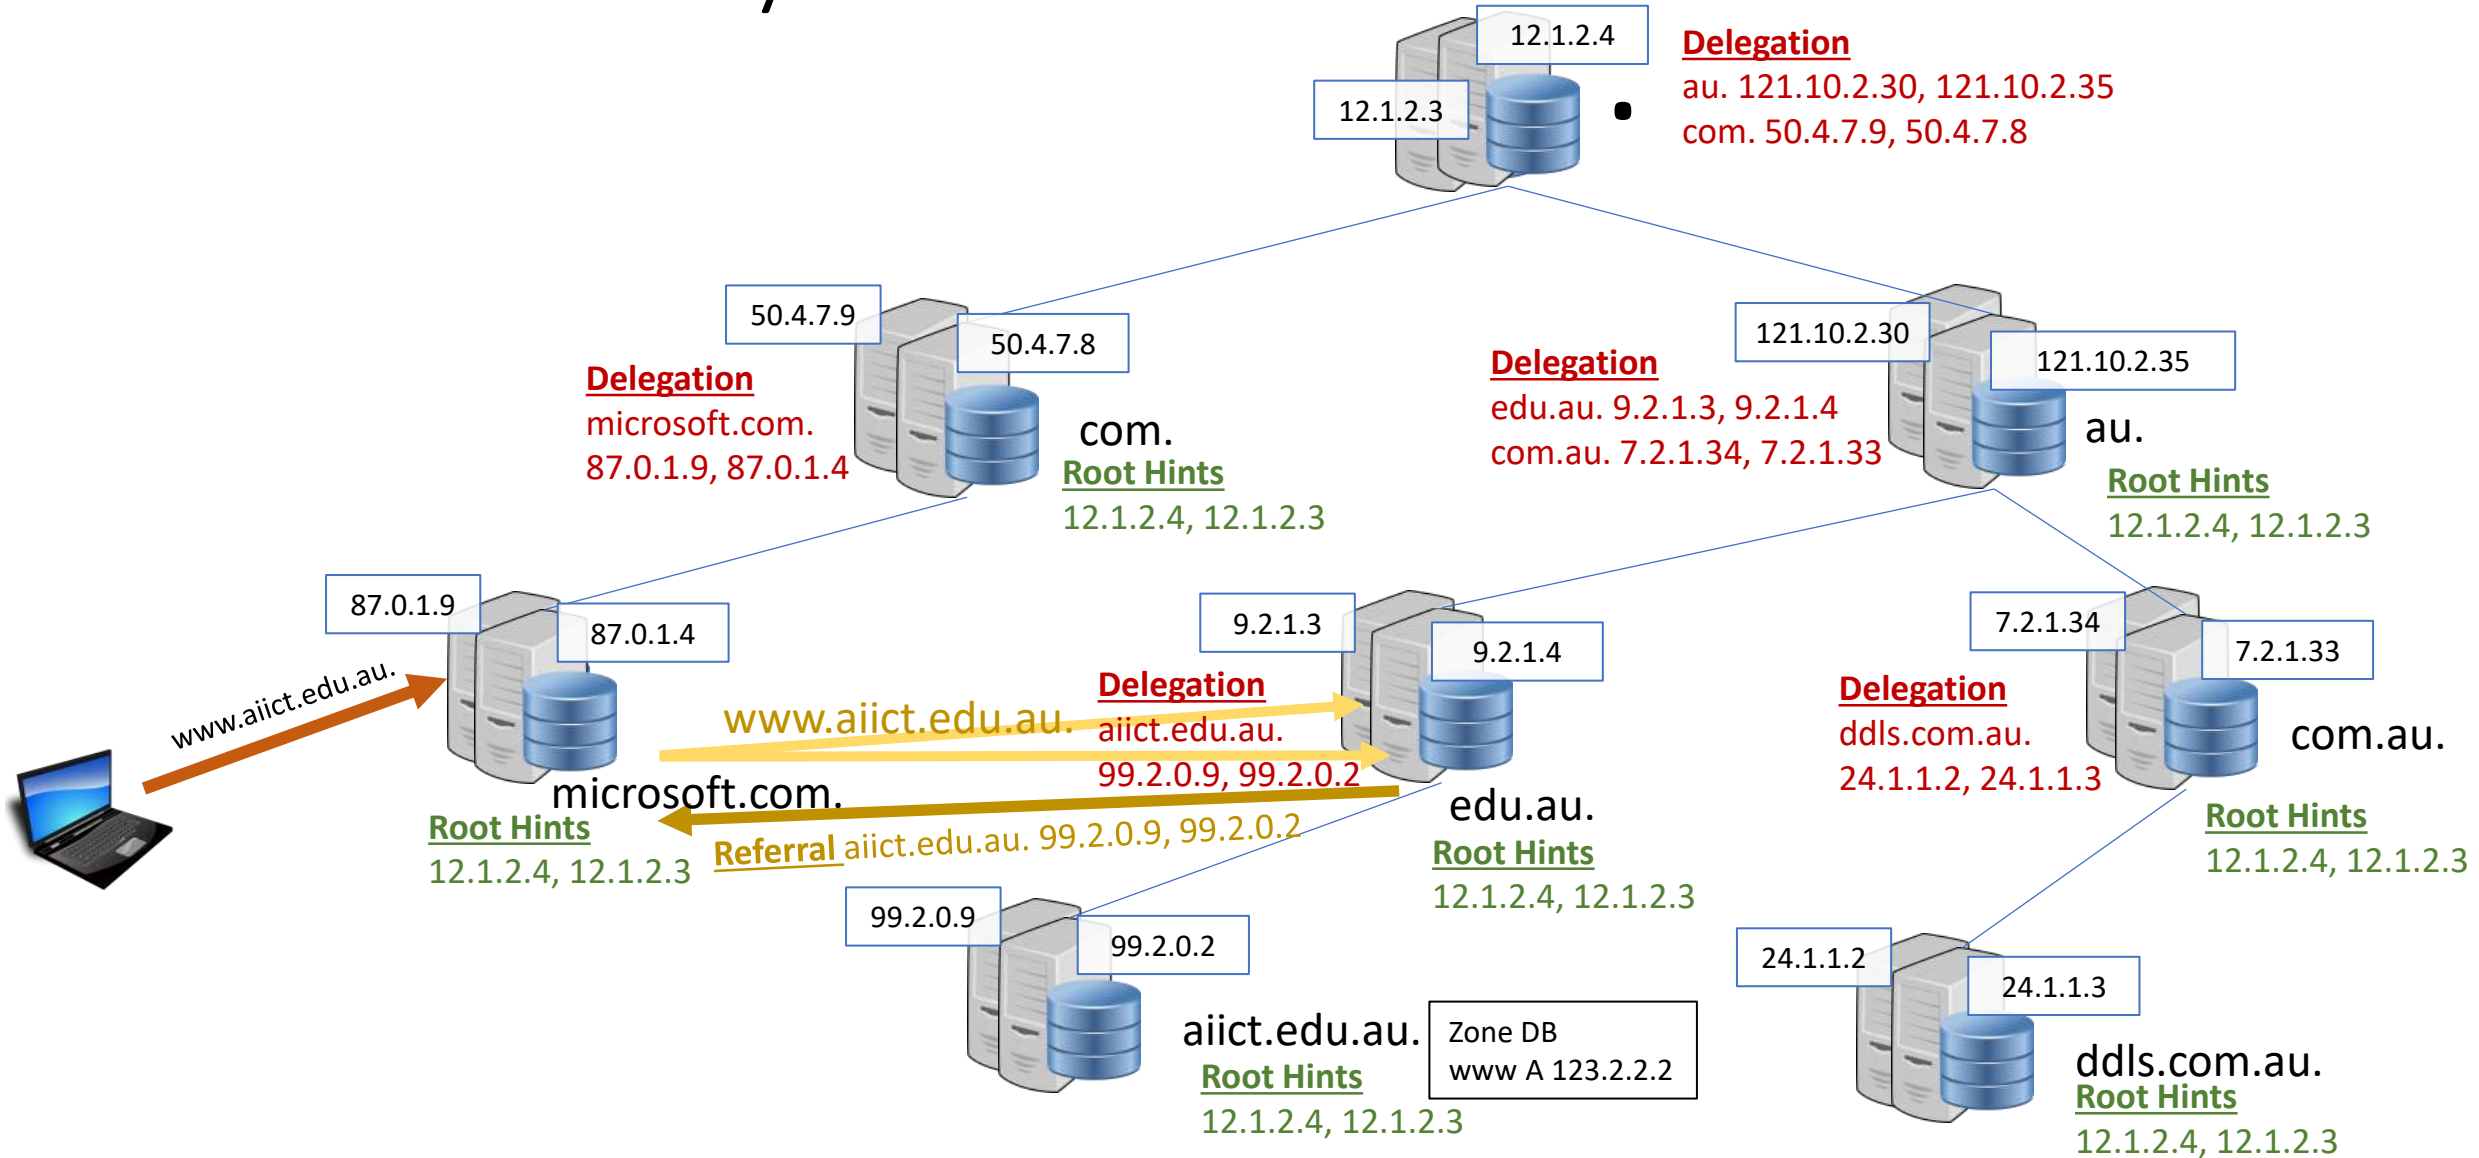 12.1.2.4
12.1.2.3
.
Delegation
au. 121.10.2.30, 121.10.2.35
com. 50.4.7.9, 50.4.7.8
50.4.7.9
50.4.7.8
Delegation
microsoft.com.
87.0.1.9, 87.0.1.4
com.
Root Hints
12.1.2.4, 12.1.2.3
121.10.2.30
121.10.2.35
Delegation
edu.au. 9.2.1.3, 9.2.1.4
com.au. 7.2.1.34, 7.2.1.33
au.
Root Hints
12.1.2.4, 12.1.2.3
87.0.1.9
87.0.1.4
www.aiict.edu.au.
microsoft.com.
Root Hints
12.1.2.4, 12.1.2.3
www.aiict.edu.au.
Referral aiict.edu.au. 99.2.0.9, 99.2.0.2
9.2.1.3
9.2.1.4
Delegation
aiict.edu.au.
99.2.0.9, 99.2.0.2
edu.au.
Root Hints
12.1.2.4, 12.1.2.3
7.2.1.34
7.2.1.33
Delegation
ddls.com.au.
24.1.1.2, 24.1.1.3
com.au.
Root Hints
12.1.2.4, 12.1.2.3
99.2.0.9
99.2.0.2
aiict.edu.au.
Root Hints
12.1.2.4, 12.1.2.3
Zone DB
www A 123.2.2.2
24.1.1.2
24.1.1.3
ddls.com.au.
Root Hints
12.1.2.4, 12.1.2.3